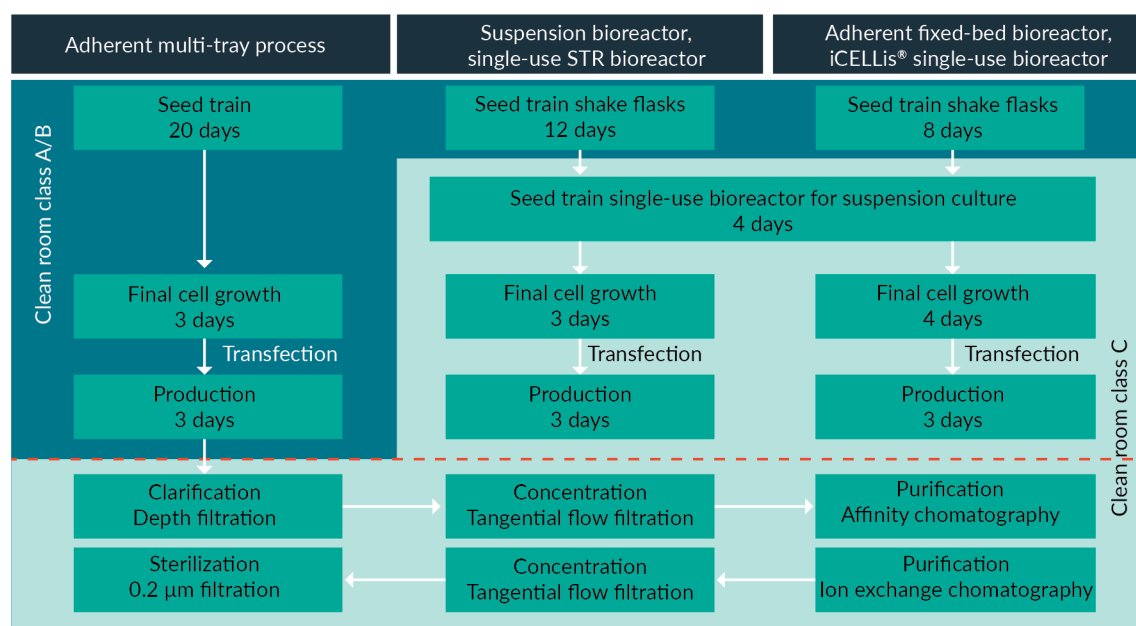 Adherent multi-tray process
Suspension bioreactor,
single-use STR bioreactor
Adherent fixed-bed bioreactor,
iCELLis® single-use bioreactor
Clean room class A/B
Seed train
20 days
Seed train shake flasks
12 days
Seed train shake flasks
8 days
Seed train single-use bioreactor for suspension culture
4 days
Final cell growth
3 days
Final cell growth
3 days
Final cell growth
4 days
Transfection
Transfection
Transfection
Production
3 days
Production
3 days
Production
3 days
Clean room class C
Clarification
Depth filtration
Concentration
Tangential flow filtration
Purification
Affinity chomatography
Sterilization
0.2 µm filtration
Concentration
Tangential flow filtration
Purification
Ion exchange chomatography